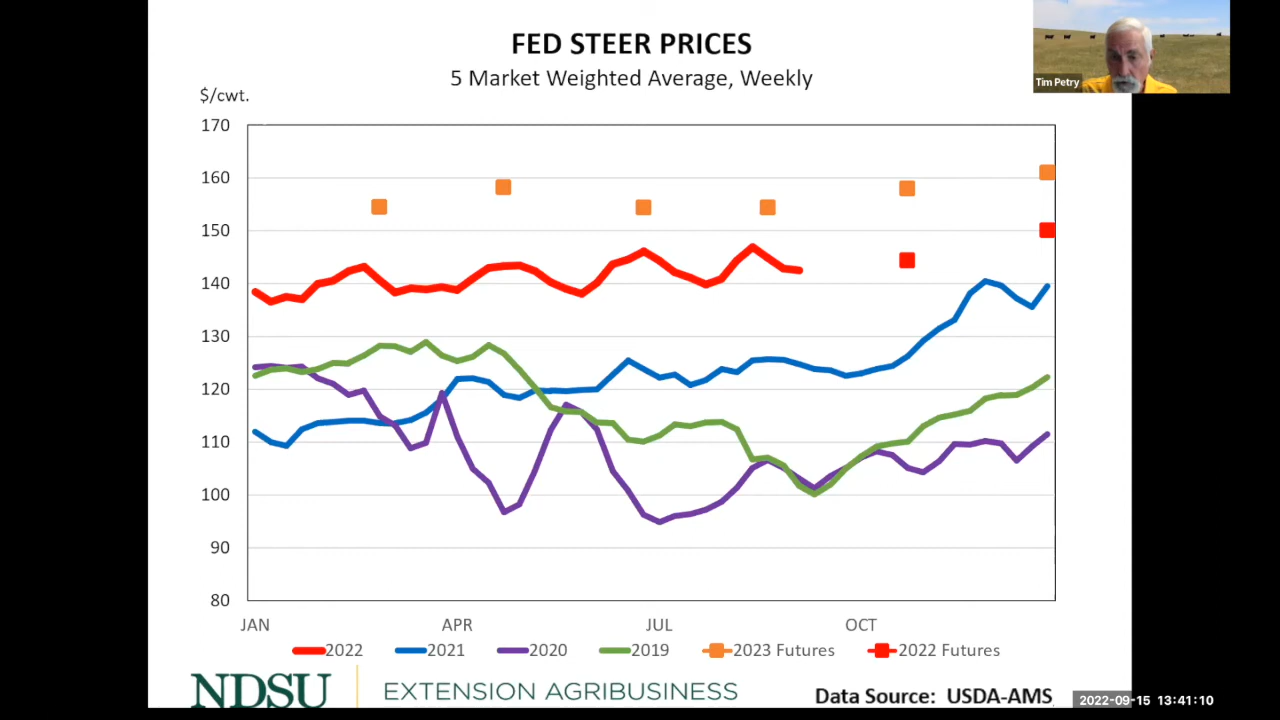 FED STEER PRICES
5 Market Weighted Average, Weekly
Tim Petry
$/cwt.
170
160
150
140
130
120
110
100
90
80
JAN APR JUL OCT
2022 2021 2020 2019 2023 Futures 2022 Futures
NDSU EXTENSION AGRIBUSINESS
Data Source: USDA-AMS
2022-09-15 13:41:10